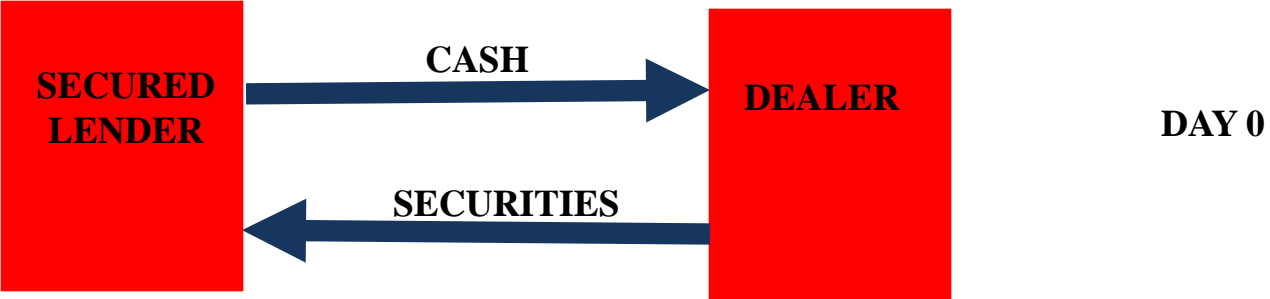 CASH
SECURED
LENDER
DEALER
DAY 0
SECURITIES